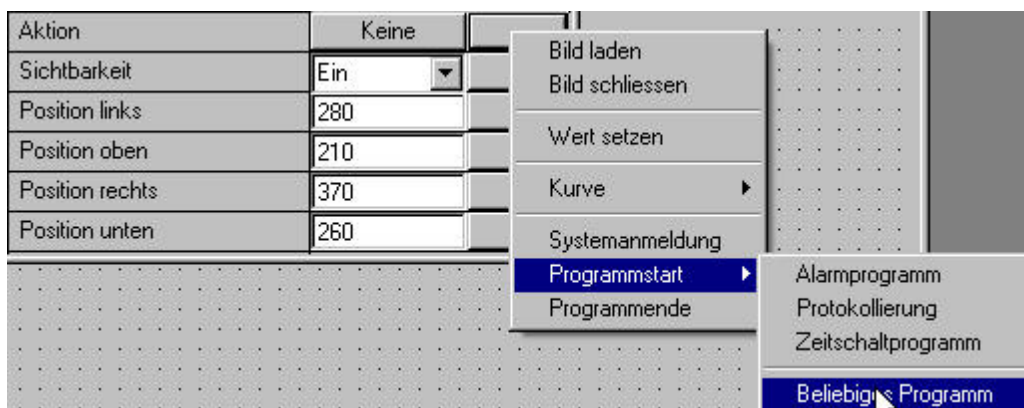 Aktion Keine
Sichtbarkeit Ein
Position links 280
Position oben 210
Position rechts 370
Position unten 260
Bild laden
Bild schliessen
Wert setzen
Kurve
Systemanmeldung
Programmstart
Programmende
Alarmprogramm
Protokollierung
Zeitschaltprogramm
Beliebiges Programm